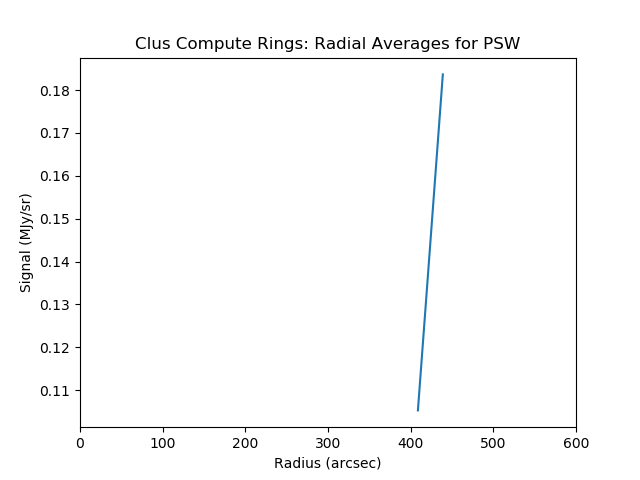 Clus Compute Rings: Radial Averages for PSW
Signal (MJy/sr)
0.18
0.17
0.16
0.15
0.14
0.13
0.12
0.11
0 100 200 300 400 500 600
Radius (arcsec)